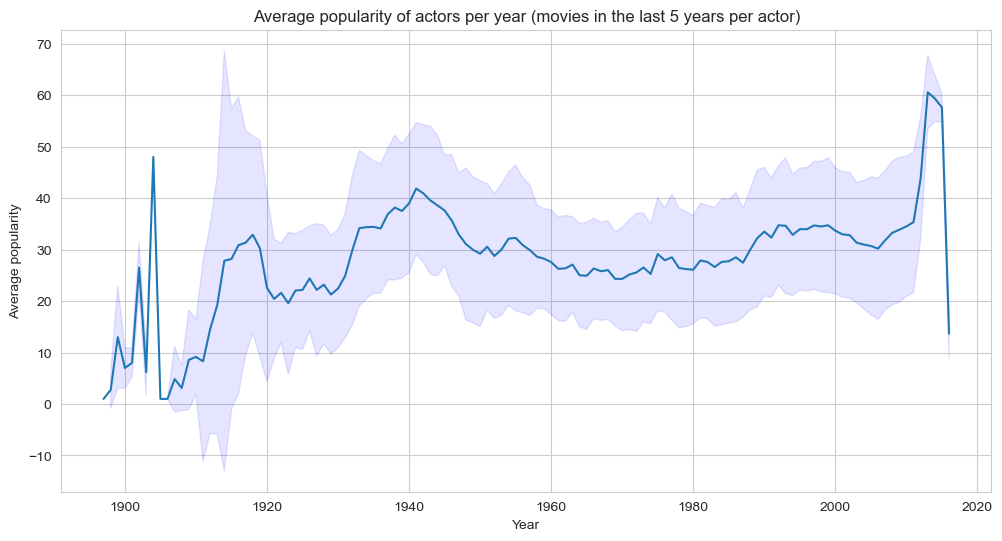 Average popularity of actors per year (movies in the last 5 years per actor)
70
60
50
40
30
20
10
0
−10
Average popularity
1900 1920 1940 1960 1980 2000 2020
Year